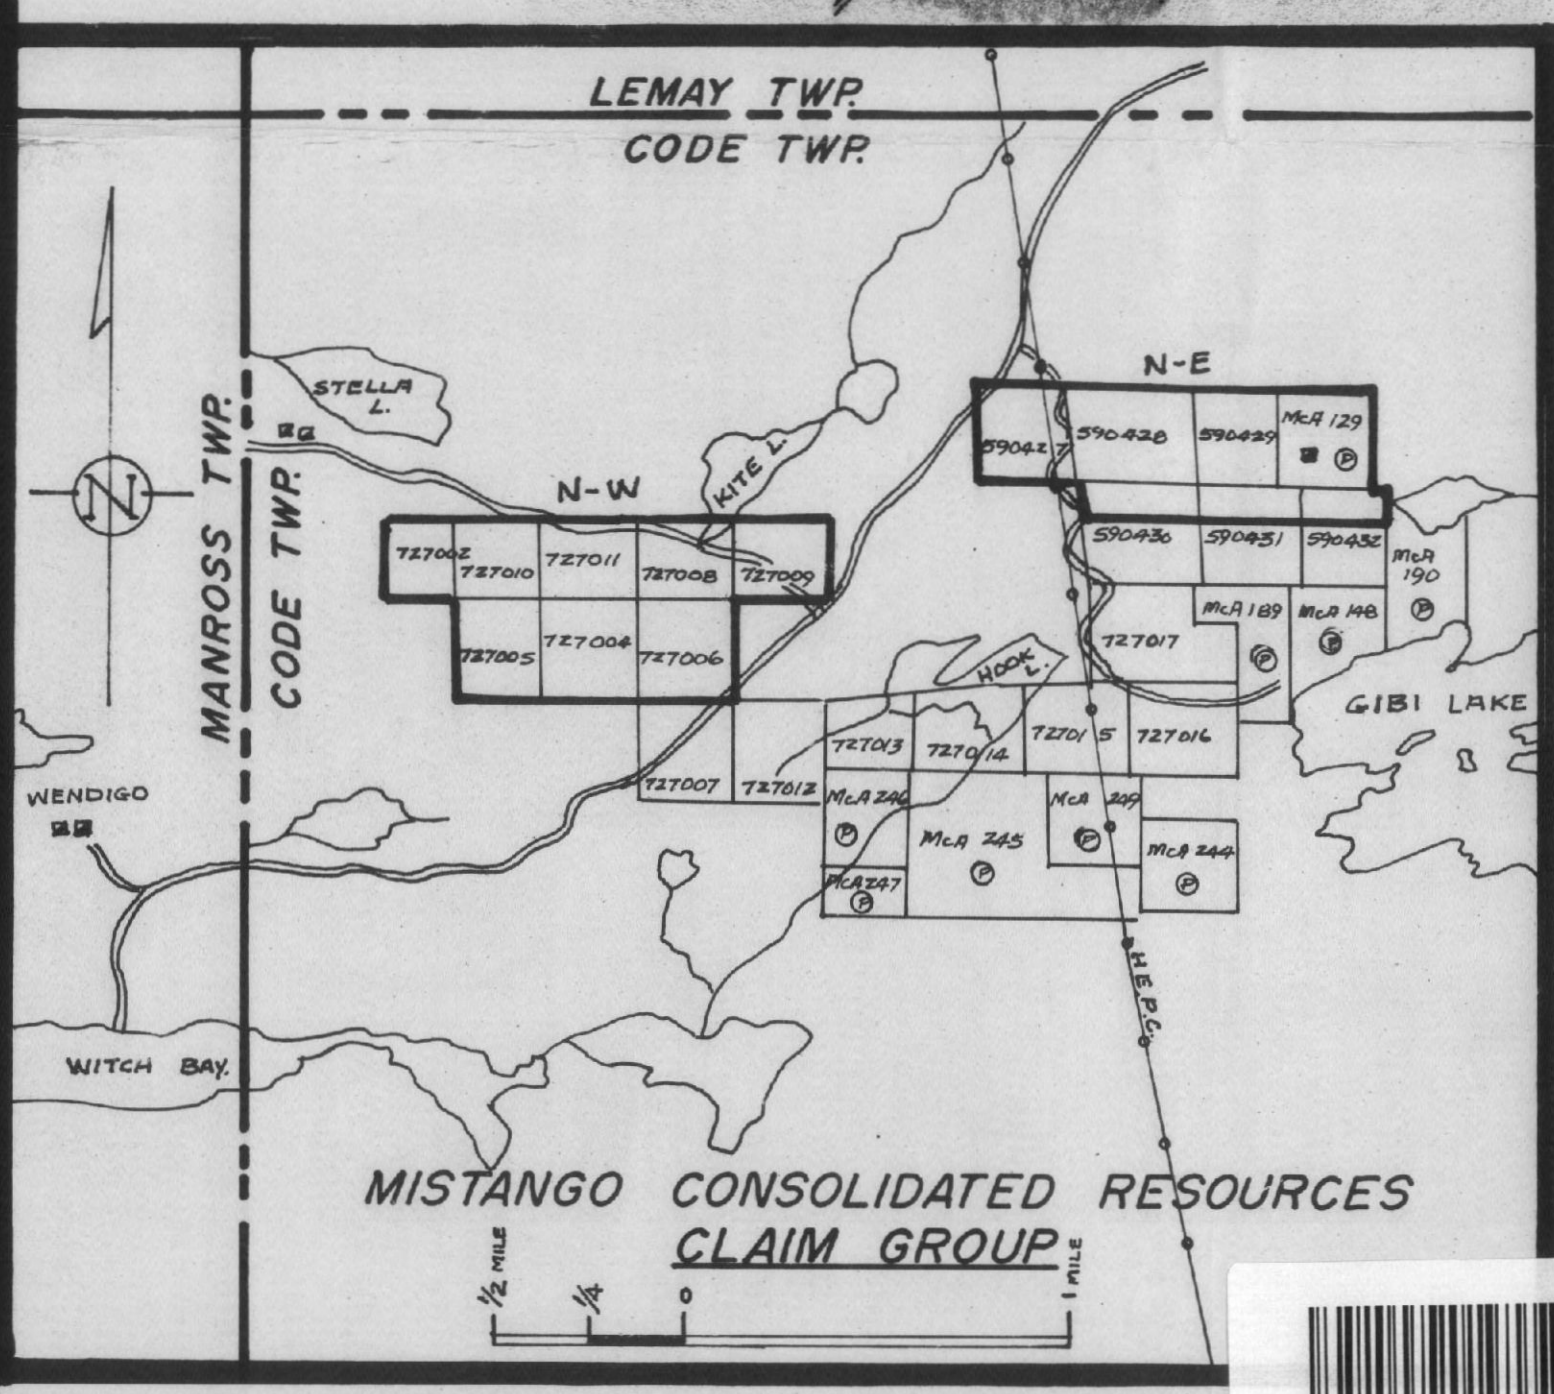 LEMAY TWP.
CODE TWP.
MANROSS TWP.
CODE TWP.
N
STELLA
L.
KITE L.
N-W
727002
727010
727011
727008
727009
727005
727004
727006
727007
727012
N-E
590427
590428
590429
McA 129
P
590430
590431
590432
McA
190
P
McA 189
P
McA 148
P
727017
HOOK
L.
GIBI LAKE
727013
727014
727015
727016
McA 246
P
McA 245
P
McA 249
P
McA 244
P
McA 247
P
H.E.P.C.
WENDIGO
WITCH BAY.
MISTANGO CONSOLIDATED RESOURCES
CLAIM GROUP
1/2 MILE
1/4
0
1 MILE